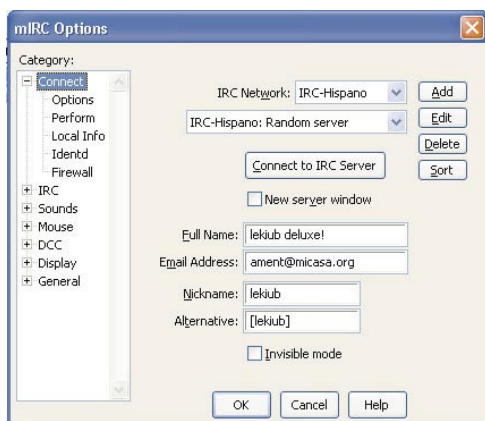 mIRC Options
Category:
Connect
Options
Perform
Local Info
Identd
Firewall
IRC
Sounds
Mouse
DCC
Display
General
IRC Network: IRC-Hispano
IRC-Hispano: Random server
Add
Edit
Delete
Sort
Connect to IRC Server
New server window
Full Name: lekiub deluxe!
Email Address: ament@micasa.org
Nickname: lekiub
Alternative: [lekiub]
Invisible mode
OK Cancel Help